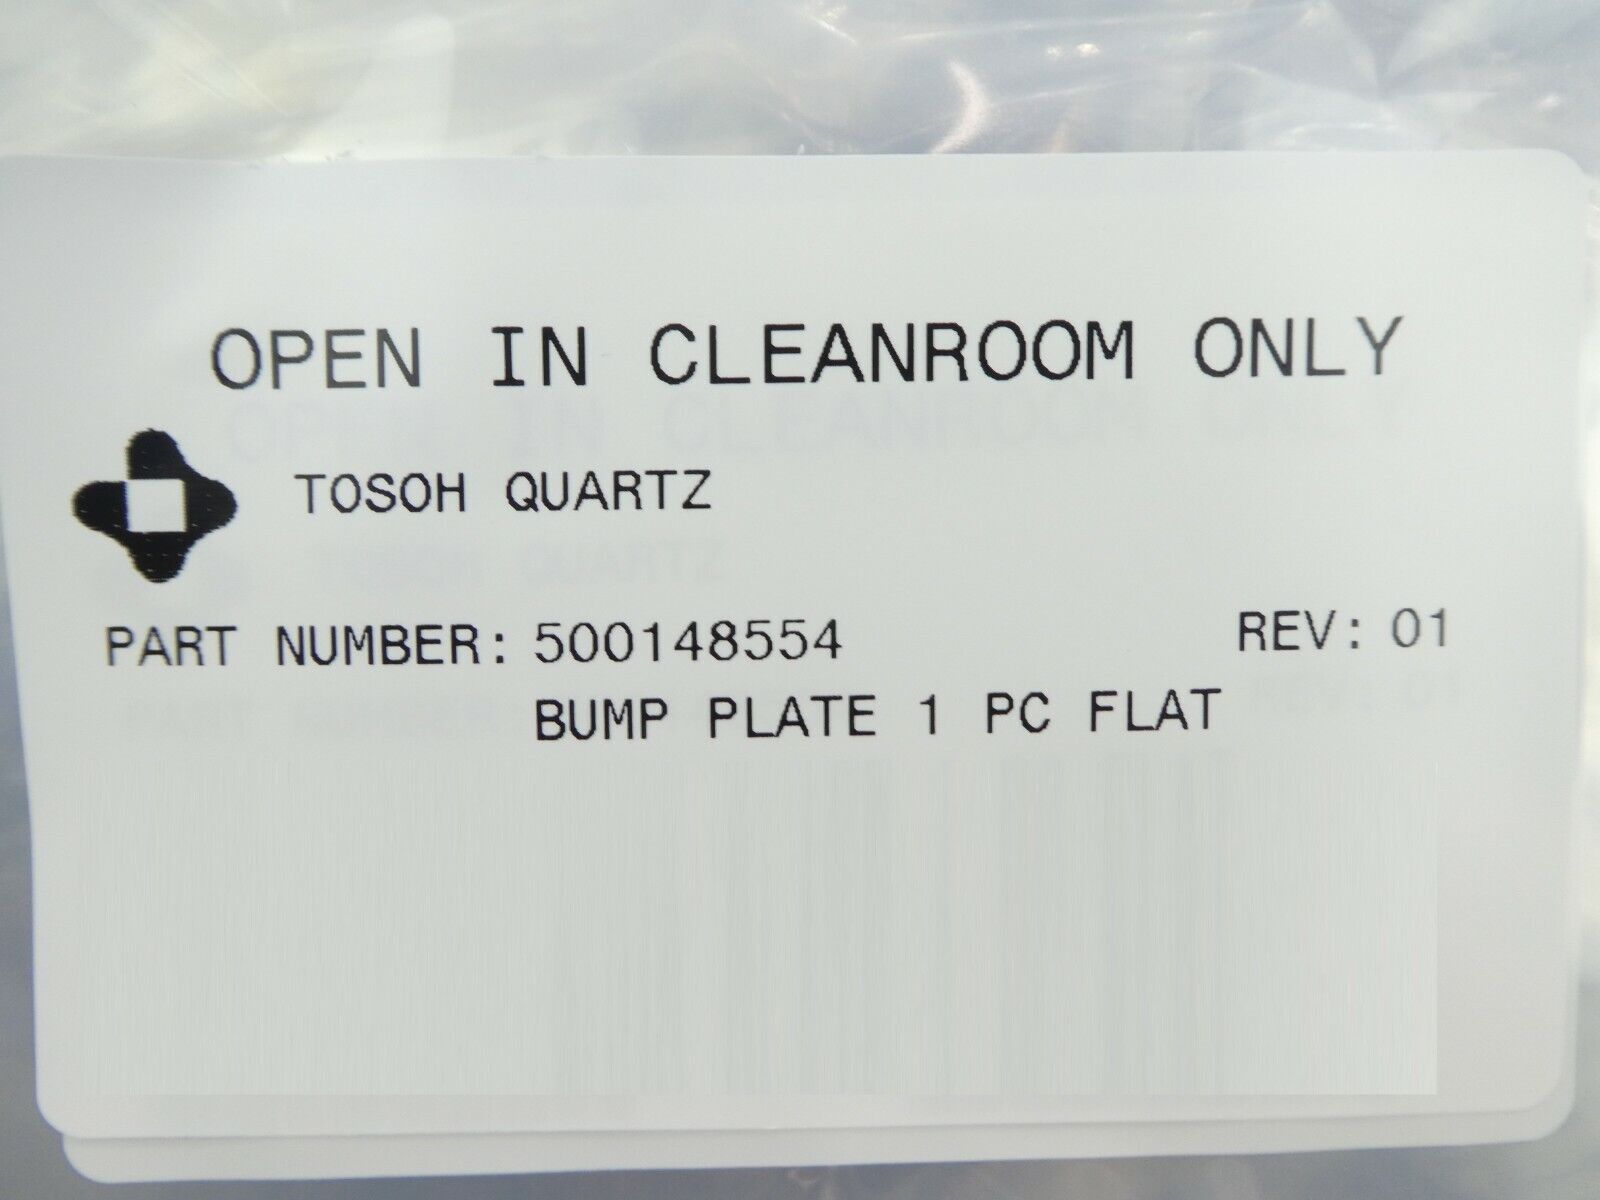 OPEN IN CLEANROOM ONLY
TOSOH QUARTZ
PART NUMBER: 500148554 REV: 01
BUMP PLATE 1 PC FLAT